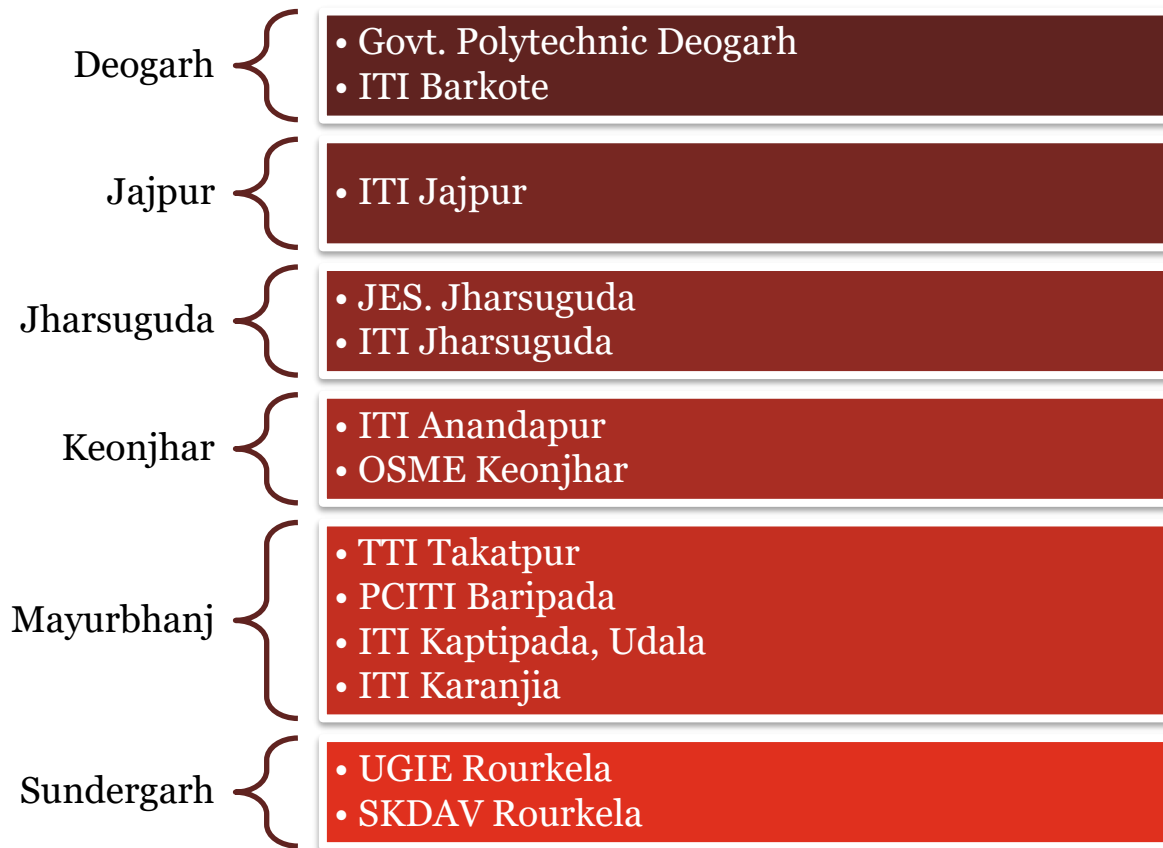 Deogarh
• Govt. Polytechnic Deogarh
• ITI Barkote
Jajpur
• ITI Jajpur
Jharsuguda
• JES. Jharsuguda
• ITI Jharsuguda
Keonjhar
• ITI Anandapur
• OSME Keonjhar
Mayurbhanj
• TTI Takatpur
• PCITI Baripada
• ITI Kaptipada, Udala
• ITI Karanjia
Sundergarh
• UGIE Rourkela
• SKDAV Rourkela